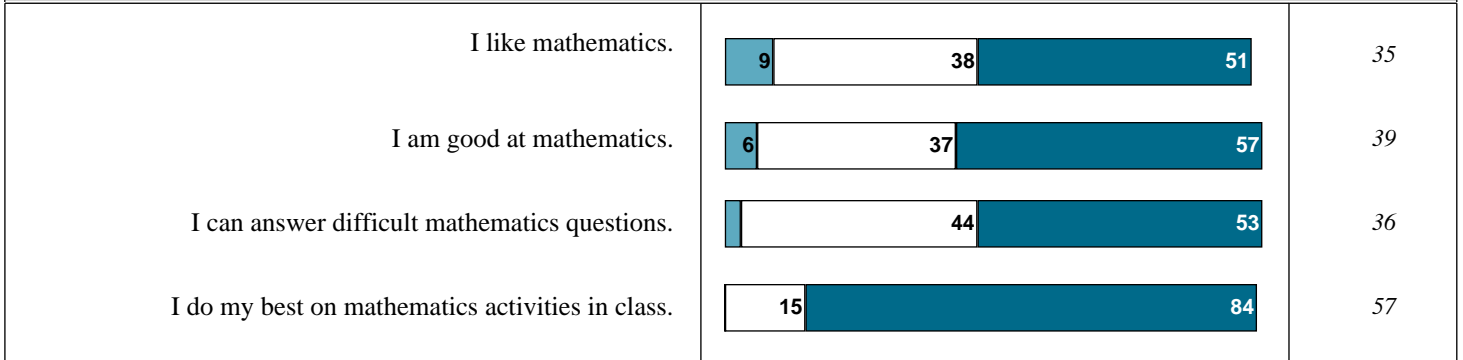 I like mathematics. 9 38 51 35
I am good at mathematics. 6 37 57 39
I can answer difficult mathematics questions. 44 53 36
I do my best on mathematics activities in class. 15 84 57